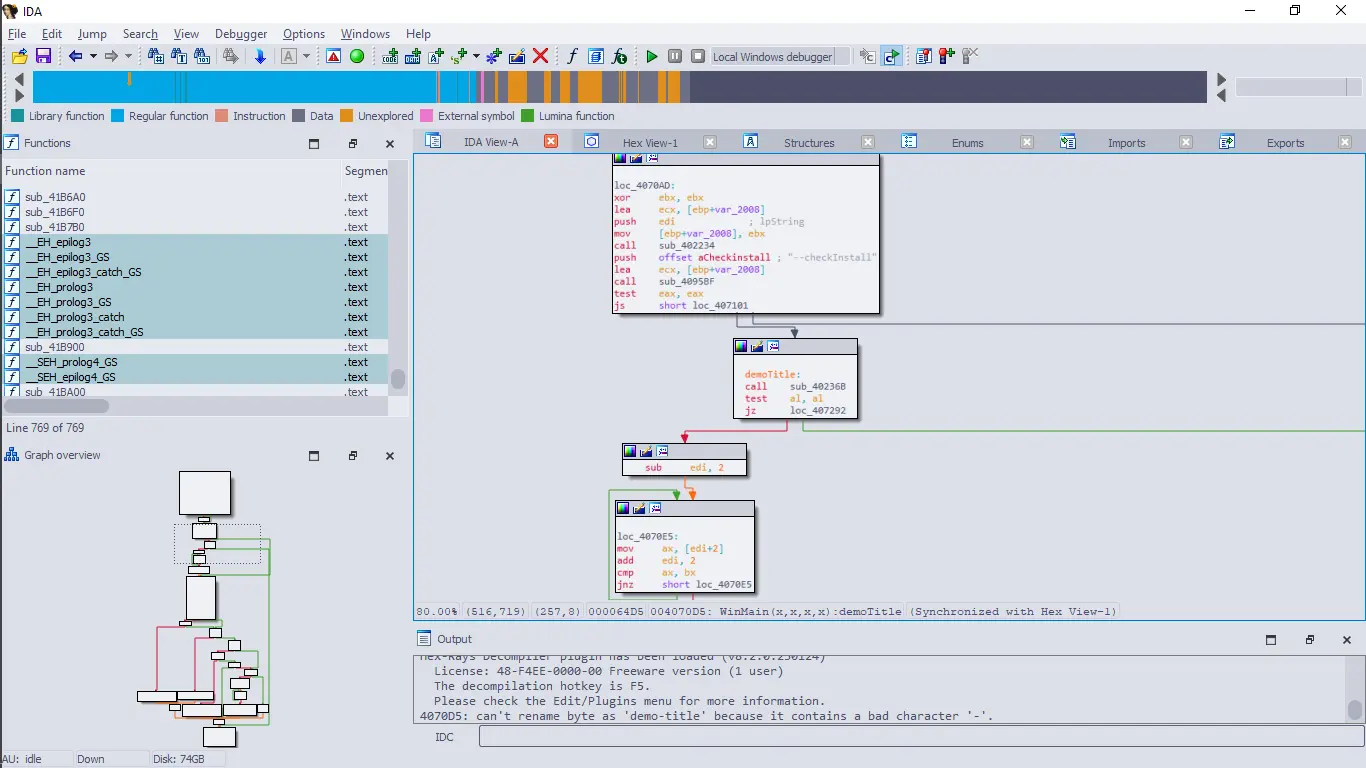 IDA
File Edit Jump Search View Debugger Options Windows Help
Local Windows debugger
Library function Regular function Instruction Data Unexplored External symbol Lumina function
Functions
Function name Segmen
sub_41B6A0 .text
sub_41B6F0 .text
sub_41B7B0 .text
__EH_epilog3 .text
__EH_epilog3_GS .text
__EH_epilog3_catch_GS .text
__EH_prolog3 .text
__EH_prolog3_GS .text
__EH_prolog3_catch .text
__EH_prolog3_catch_GS .text
sub_41B900 .text
__SEH_prolog4_GS .text
__SEH_epilog4_GS .text
sub_41BA00 .text
Line 769 of 769
Graph overview
IDA View-A Hex View-1 Structures Enums Imports Exports
loc_4070AD:
xor ebx, ebx
lea ecx, [ebp+var_2008]
push edi ; lpString
mov [ebp+var_2008], ebx
call sub_402234
push offset aCheckinstall ; "--checkInstall"
lea ecx, [ebp+var_2008]
call sub_4095BF
test eax, eax
js short loc_407101
demoTitle:
call sub_40236B
test al, al
jz loc_407292
sub edi, 2
loc_4070E5:
mov ax, [edi+2]
add edi, 2
cmp ax, bx
jnz short loc_4070E5
80.00% (516,719) (257,8) 000064D5 004070D5: WinMain(x,x,x,x):demoTitle (Synchronized with Hex View-1)
Output
Hex-Rays Decompiler plugin has been loaded (v8.2.0.230124)
License: 48-F4EE-0000-00 Freeware version (1 user)
The decompilation hotkey is F5.
Please check the Edit/Plugins menu for more information.
4070D5: can't rename byte as 'demo-title' because it contains a bad character '-'.
IDC
AU: idle Down Disk: 74GB